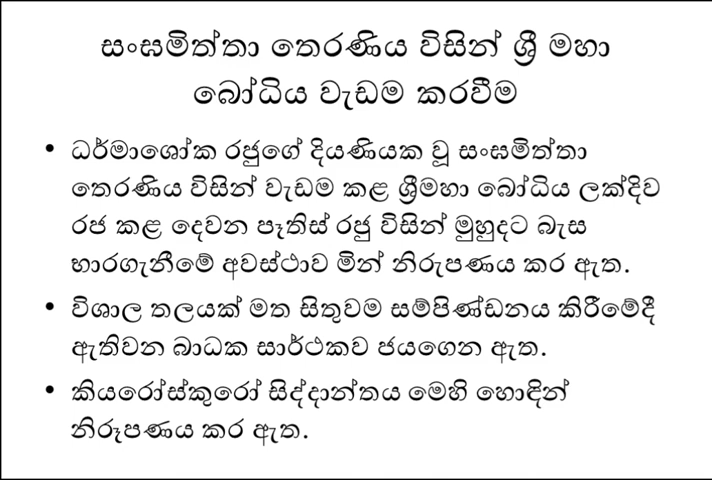 සංඝමිත්තා තෙරණිය විසින් ශ්‍රී මහා
බෝධිය වැඩම කරවීම
• ධර්මාශෝක රජුගේ දියණියක වූ සංඝමිත්තා
තෙරණිය විසින් වැඩම කළ ශ්‍රීමහා බෝධිය ලක්දිව
රජ කළ දෙවන පෑතිස් රජු විසින් මුහුදට බැස
භාරගැනීමේ අවස්ථාව මින් නිරුපණය කර ඇත.
• විශාල තලයක් මත සිතුවම සම්පිණ්ඩනය කිරීමේදී
ඇතිවන බාධක සාර්ථකව ජයගෙන ඇත.
• කියරෝස්කුරෝ සිද්දාන්තය මෙහි හොඳින්
නිරූපණය කර ඇත.